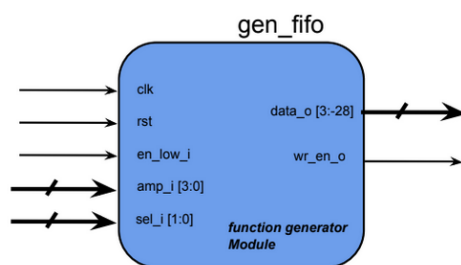 gen_fifo
clk
rst
en_low_i
amp_i [3:0]
sel_i [1:0]
data_o [3:-28]
wr_en_o
function generator
Module